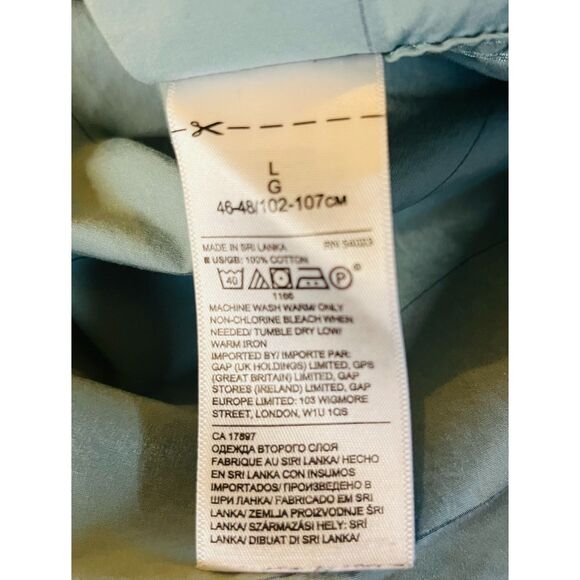 L
G
46-48/102-107CM
MADE IN SRI LANKA
US/GB: 100% COTTON
40 P
1166
MACHINE WASH WARM/ ONLY
NON-CHLORINE BLEACH WHEN
NEEDED/ TUMBLE DRY LOW/
WARM IRON
IMPORTED BY/ IMPORTE PAR:
GAP (UK HOLDINGS) LIMITED, GPS
(GREAT BRITAIN) LIMITED, GAP
STORES (IRELAND) LIMITED, GAP
EUROPE LIMITED: 103 WIGMORE
STREET, LONDON, W1U 1QS
CA 17897
ОДЕЖДА ВТОРОГО СЛОЯ
FABRIQUE AU SRI LANKA/ HECHO
EN SRI LANKA CON INSUMOS
IMPORTADOS/ ПРОИЗВЕДЕНО В
ШРИ ЛАНКА/ FABRICADO EM SRI
LANKA/ ZEMLJA PROIZVODNJE ŠRI
LANKA/ SZÁRMAZÁSI HELY: SRÍ
LANKA/ DIBUAT DI SRI LANKA/